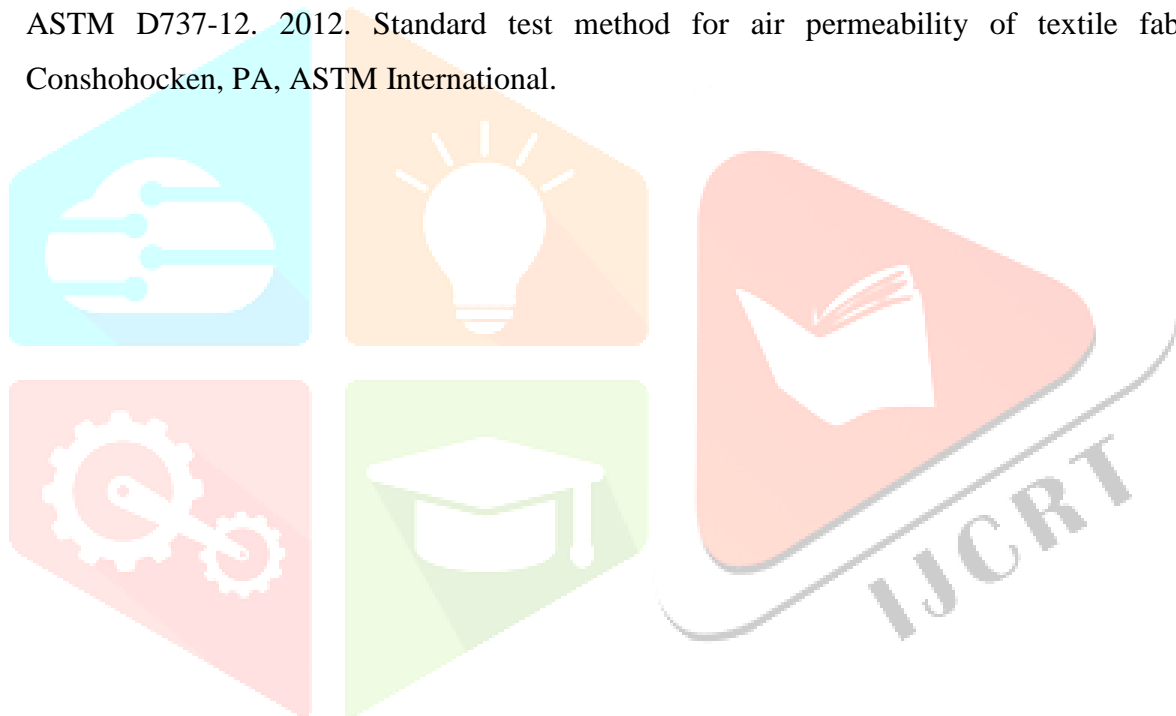 ASTM D737-12. 2012. Standard test method for air permeability of textile fab
Conshohocken, PA, ASTM International.
IJCRT